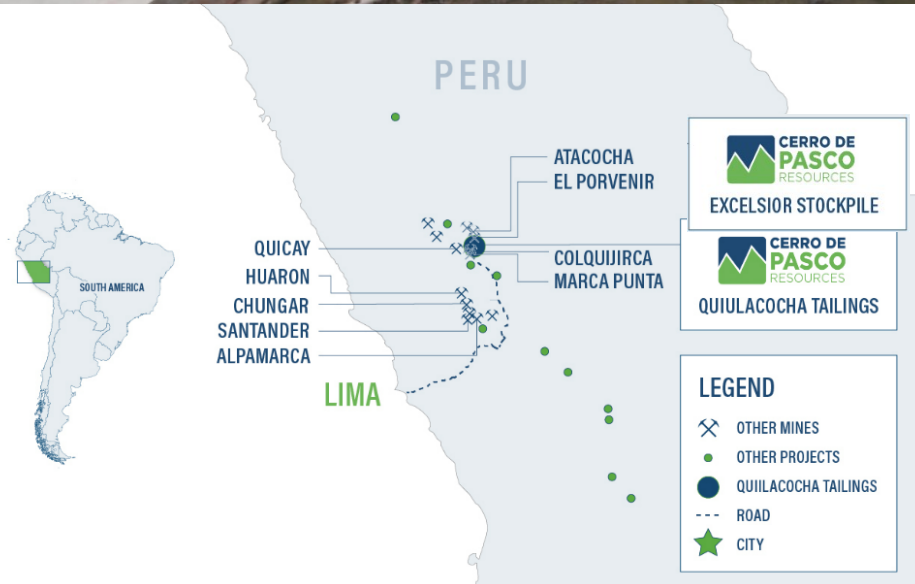 PERU
ATACOCHA
EL PORVENIR
CERRO DE
PASCO
RESOURCES
EXCELSIOR STOCKPILE
CERRO DE
PASCO
RESOURCES
QUIULACOCHA TAILINGS
QUICAY
HUARON
CHUNGAR
SANTANDER
ALPAMARCA
COLQUIJIRCA
MARCA PUNTA
SOUTH AMERICA
LIMA
LEGEND
OTHER MINES
OTHER PROJECTS
QUIILACOCHA TAILINGS
ROAD
CITY